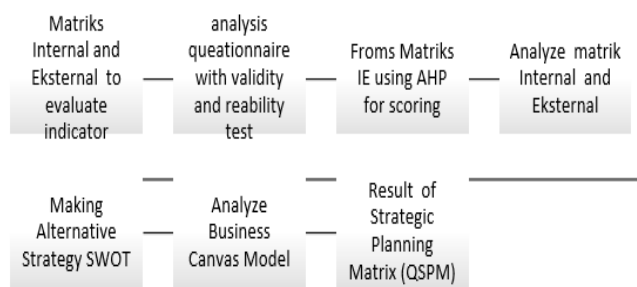 Matriks
Internal and
Eksternal to
evaluate
indicator
analysis
queationnaire
with validity
and reability
test
Froms Matriks
IE using AHP
for scoring
Analyze matrik
Internal and
Eksternal
Making
Alternative
Strategy SWOT
Analyze
Business
Canvas Model
Result of
Strategic
Planning
Matrix (QSPM)